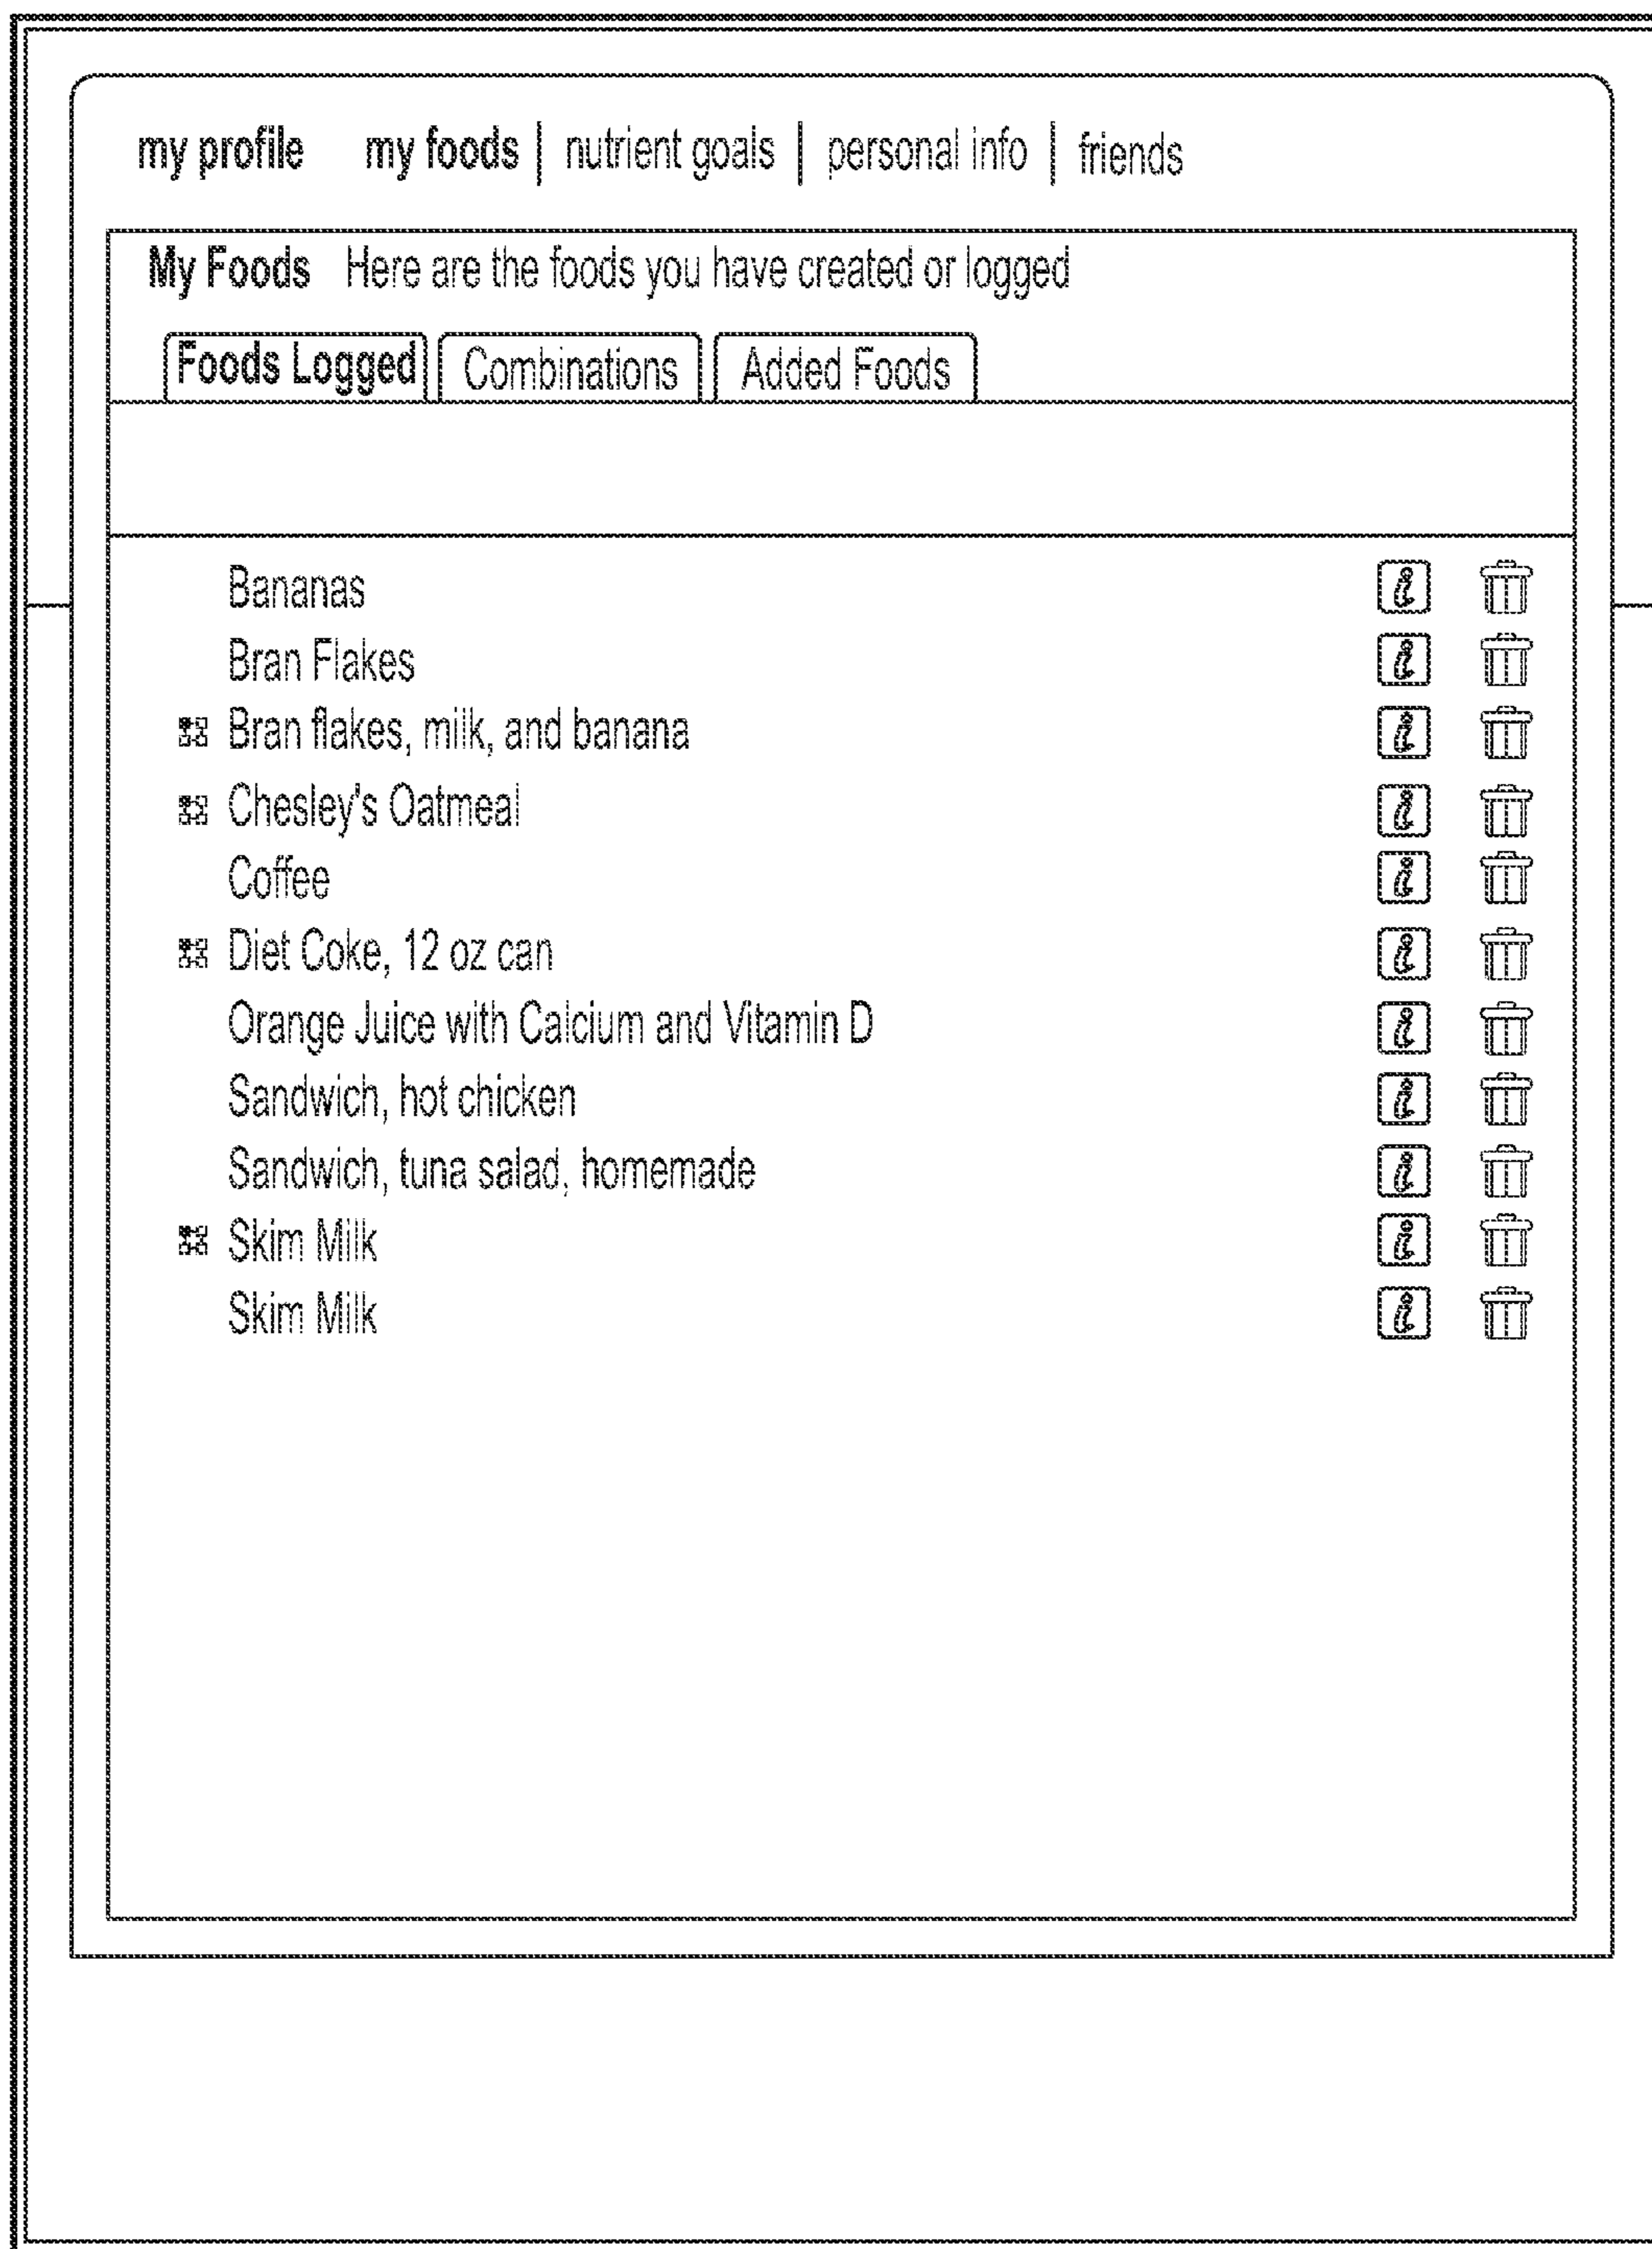 my profile my foods | nutrient goals | personal info | friends
My Foods Here are the foods you have created or logged
Foods Logged Combinations Added Foods
Bananas
Bran Flakes
Bran flakes, milk, and banana
Chesley's Oatmeal
Coffee
Diet Coke, 12 oz can
Orange Juice with Calcium and Vitamin D
Sandwich, hot chicken
Sandwich, tuna salad, homemade
Skim Milk
Skim Milk